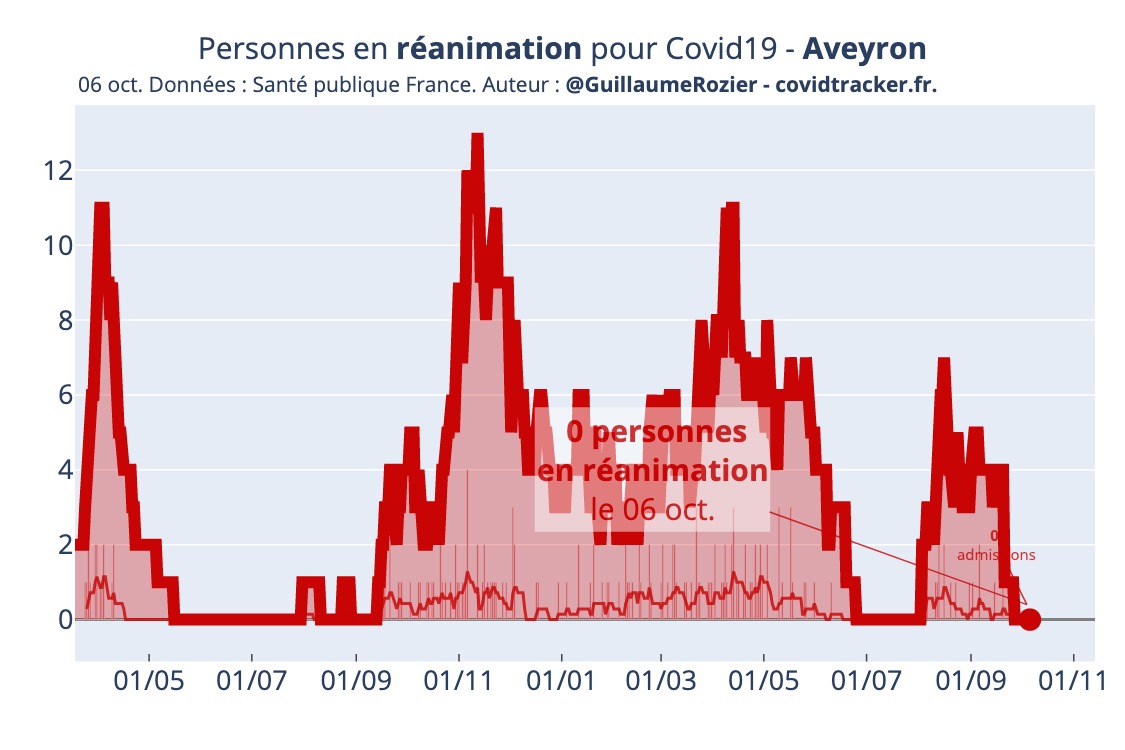 Personnes en réanimation pour Covid19 - Aveyron
06 oct. Données : Santé publique France. Auteur : @GuillaumeRozier - covidtracker.fr.
12
10
8
6
4
2
0
0 personnes
en réanimation
le 06 oct.
0
admissions
01/05 01/07 01/09 01/11 01/01 01/03 01/05 01/07 01/09 01/11